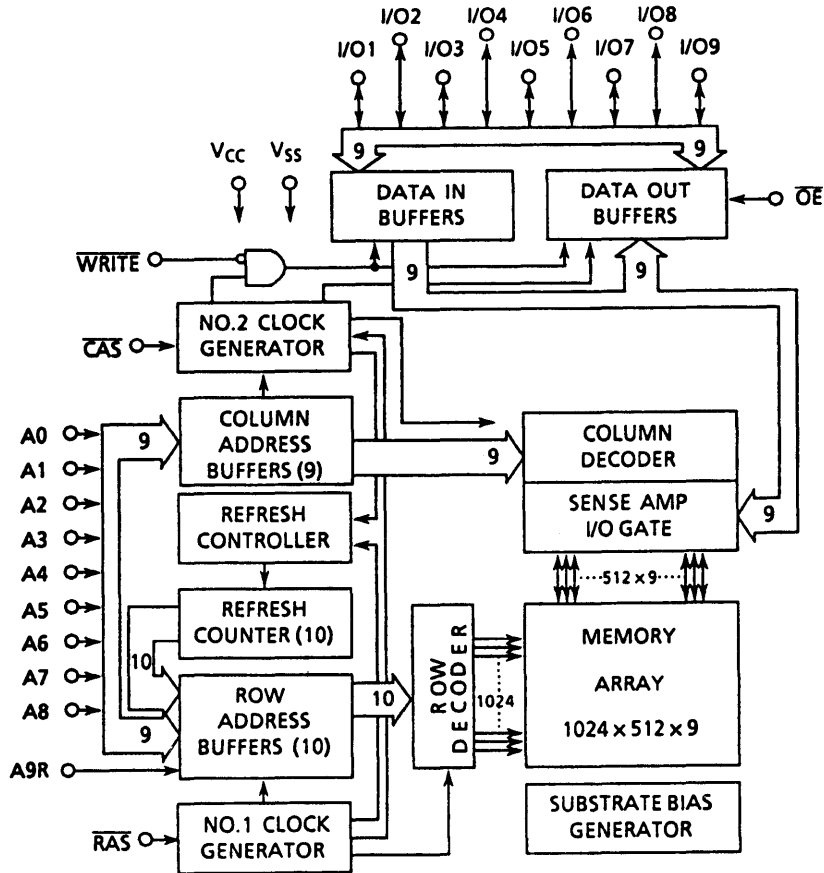 I/O2 I/O4 I/O6 I/O8
I/O1 I/O3 I/O5 I/O7 I/O9
VCC VSS
9 9
DATA IN
BUFFERS
DATA OUT
BUFFERS
OE
WRITE
9 9
NO.2 CLOCK
GENERATOR
CAS
COLUMN
ADDRESS
BUFFERS (9)
9
9
COLUMN
DECODER
SENSE AMP
I/O GATE
9
A0
A1
A2
A3
A4
A5
A6
A7
A8
A9R
REFRESH
CONTROLLER
REFRESH
COUNTER (10)
10
ROW
ADDRESS
BUFFERS (10)
9
10
ROW
DECODER
1024
512 x 9
MEMORY
ARRAY
1024 x 512 x 9
SUBSTRATE BIAS
GENERATOR
RAS
NO.1 CLOCK
GENERATOR